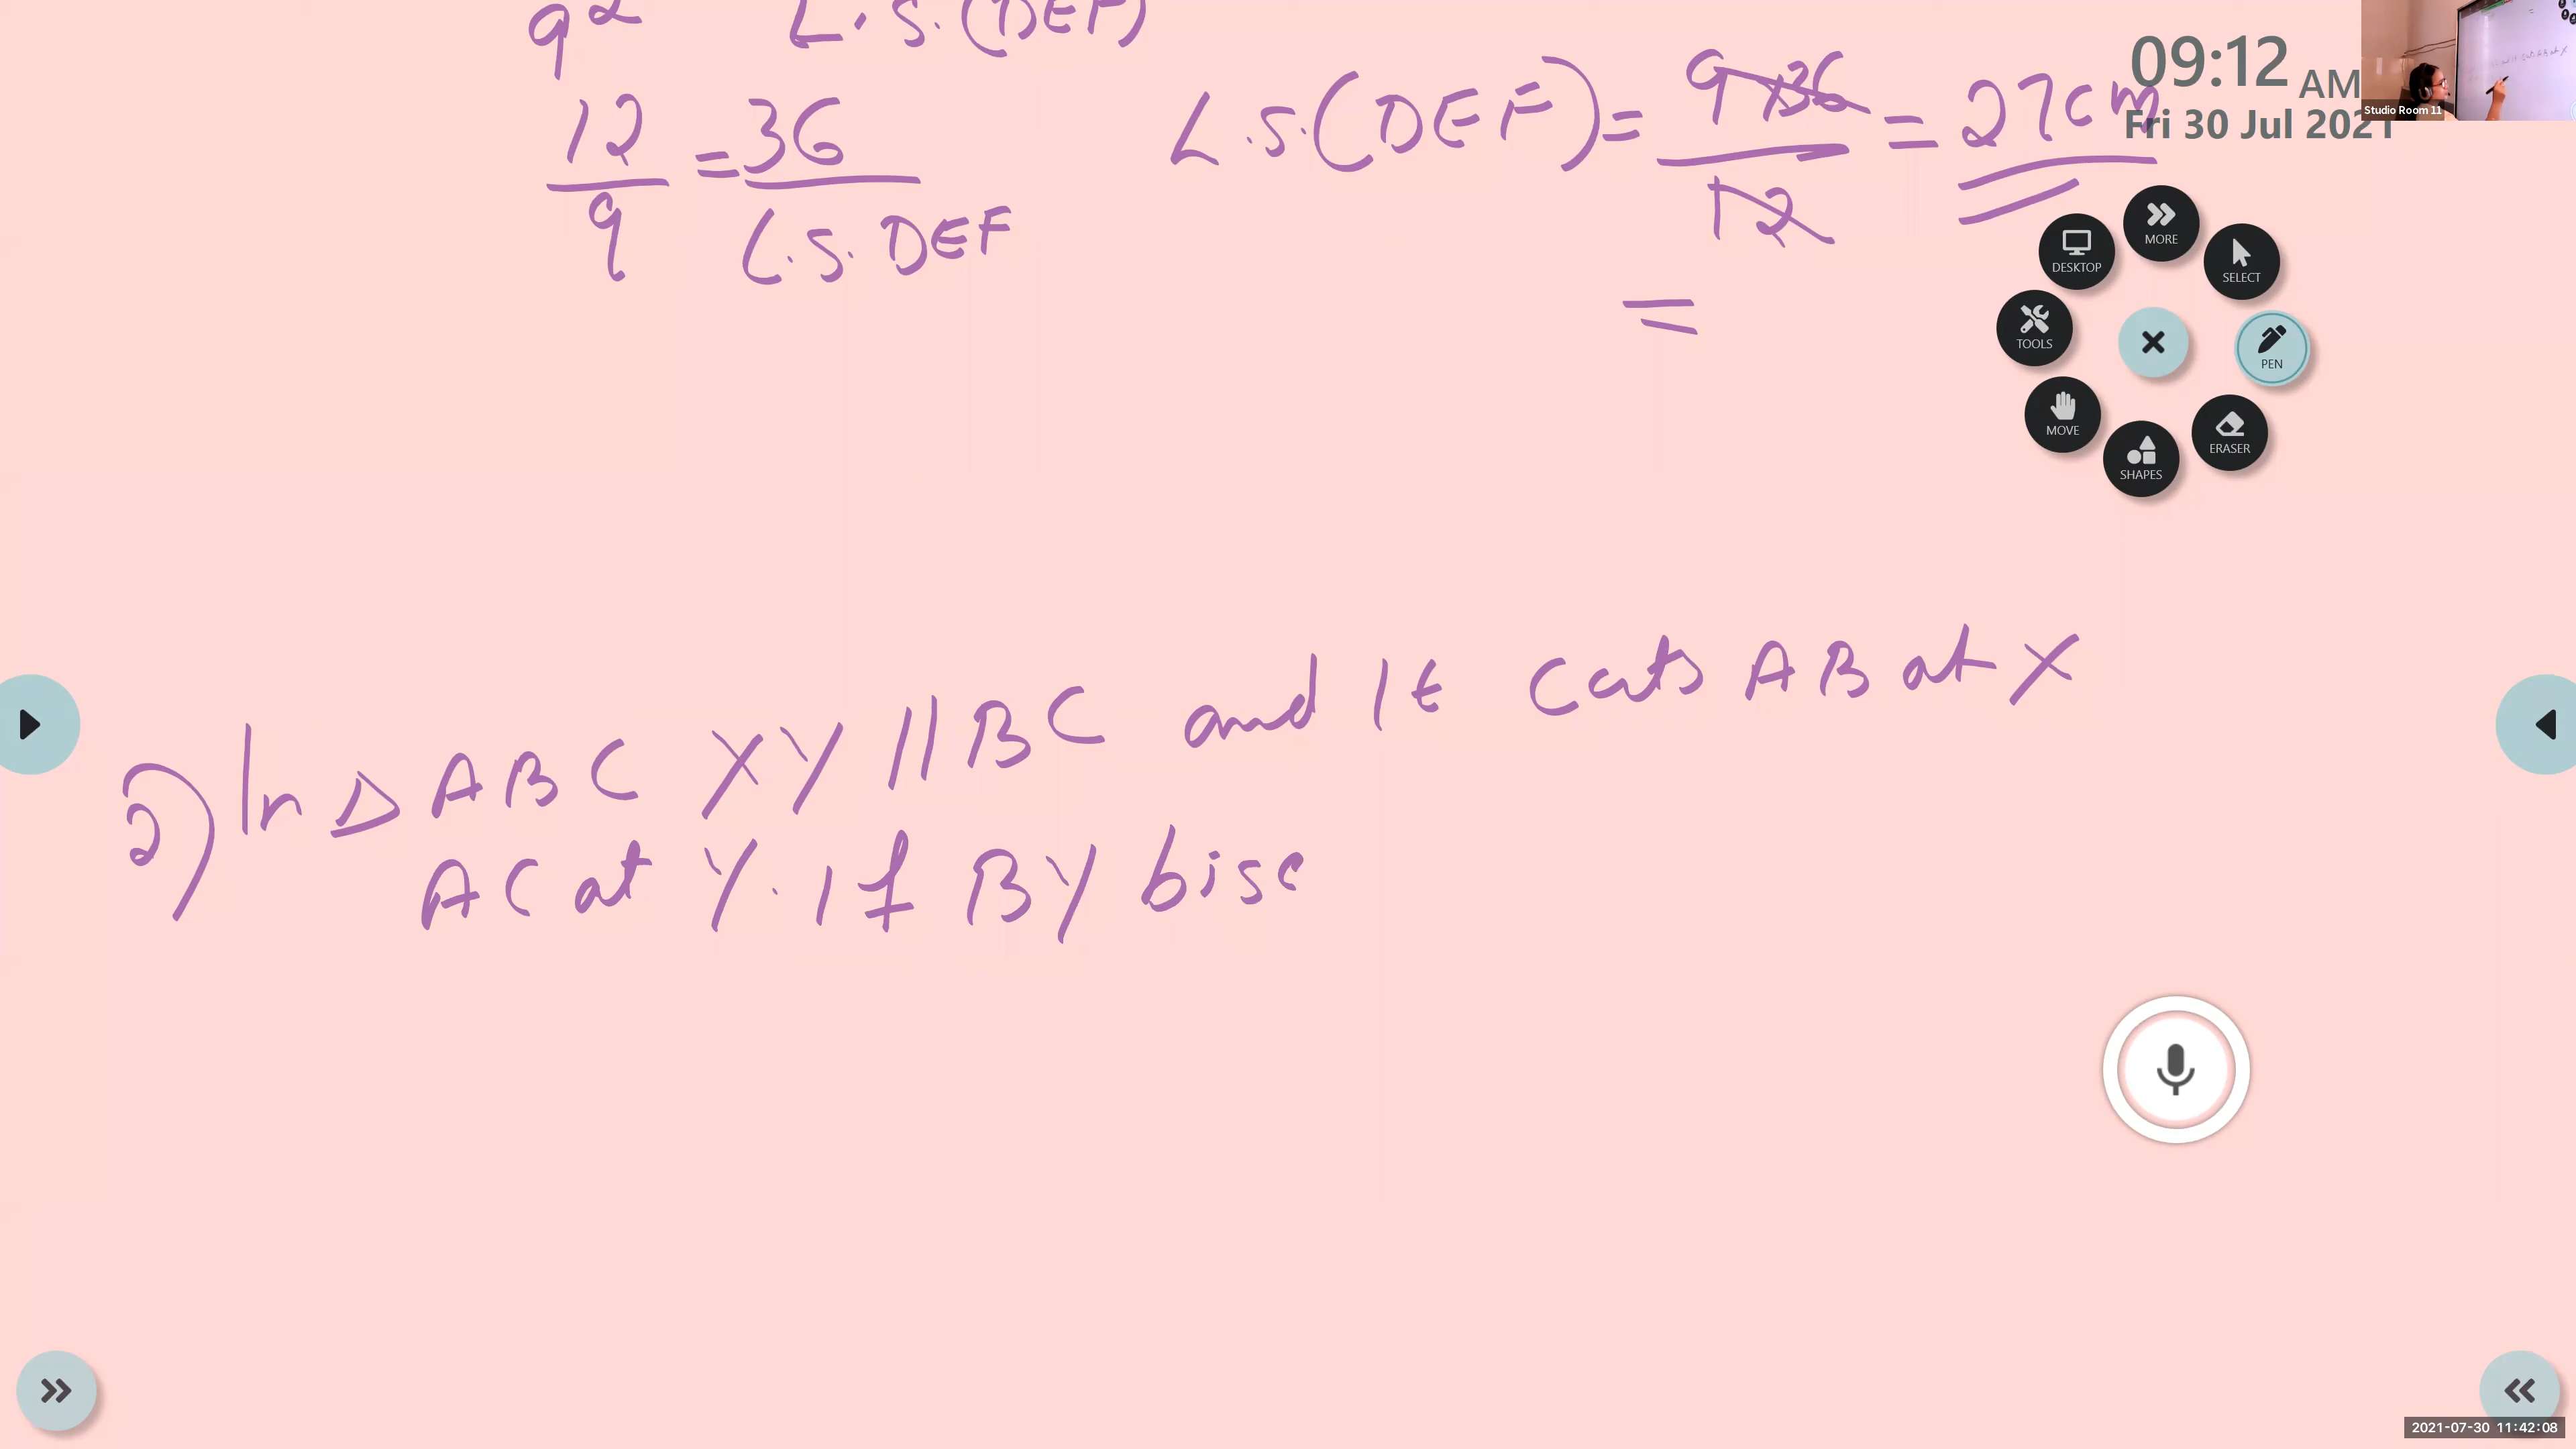 9² L.S.(DEF)
12/9 = 36/L.S.DEF
L.S.(DEF) = 9×36/12 = 27cm
=
09:12 AM
Fri 30 Jul 2021
Studio Room 11
MORE
DESKTOP
SELECT
TOOLS
PEN
MOVE
ERASER
SHAPES
2) In △ ABC XY // BC and It Cuts AB at X
AC at Y. If BY bise
2021-07-30 11:42:08